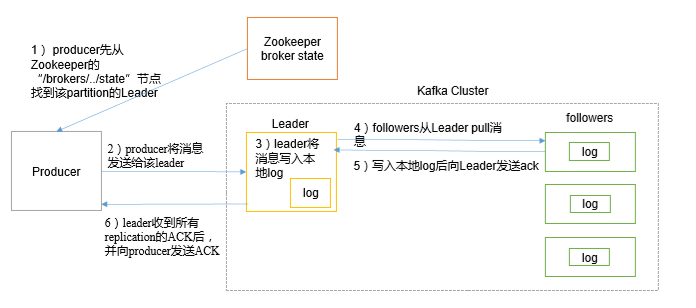 Zookeeper
broker state
1） producer先从
Zookeeper的
“/brokers/../state”节点
找到该partition的Leader
Kafka Cluster
Leader
followers
Producer
2）producer将消息
发送给该leader
3）leader将
消息写入本
地log
log
4）followers从Leader pull消
息
5）写入本地log后向Leader发送ack
log
log
log
6）leader收到所有
replication的ACK后，
并向producer发送ACK